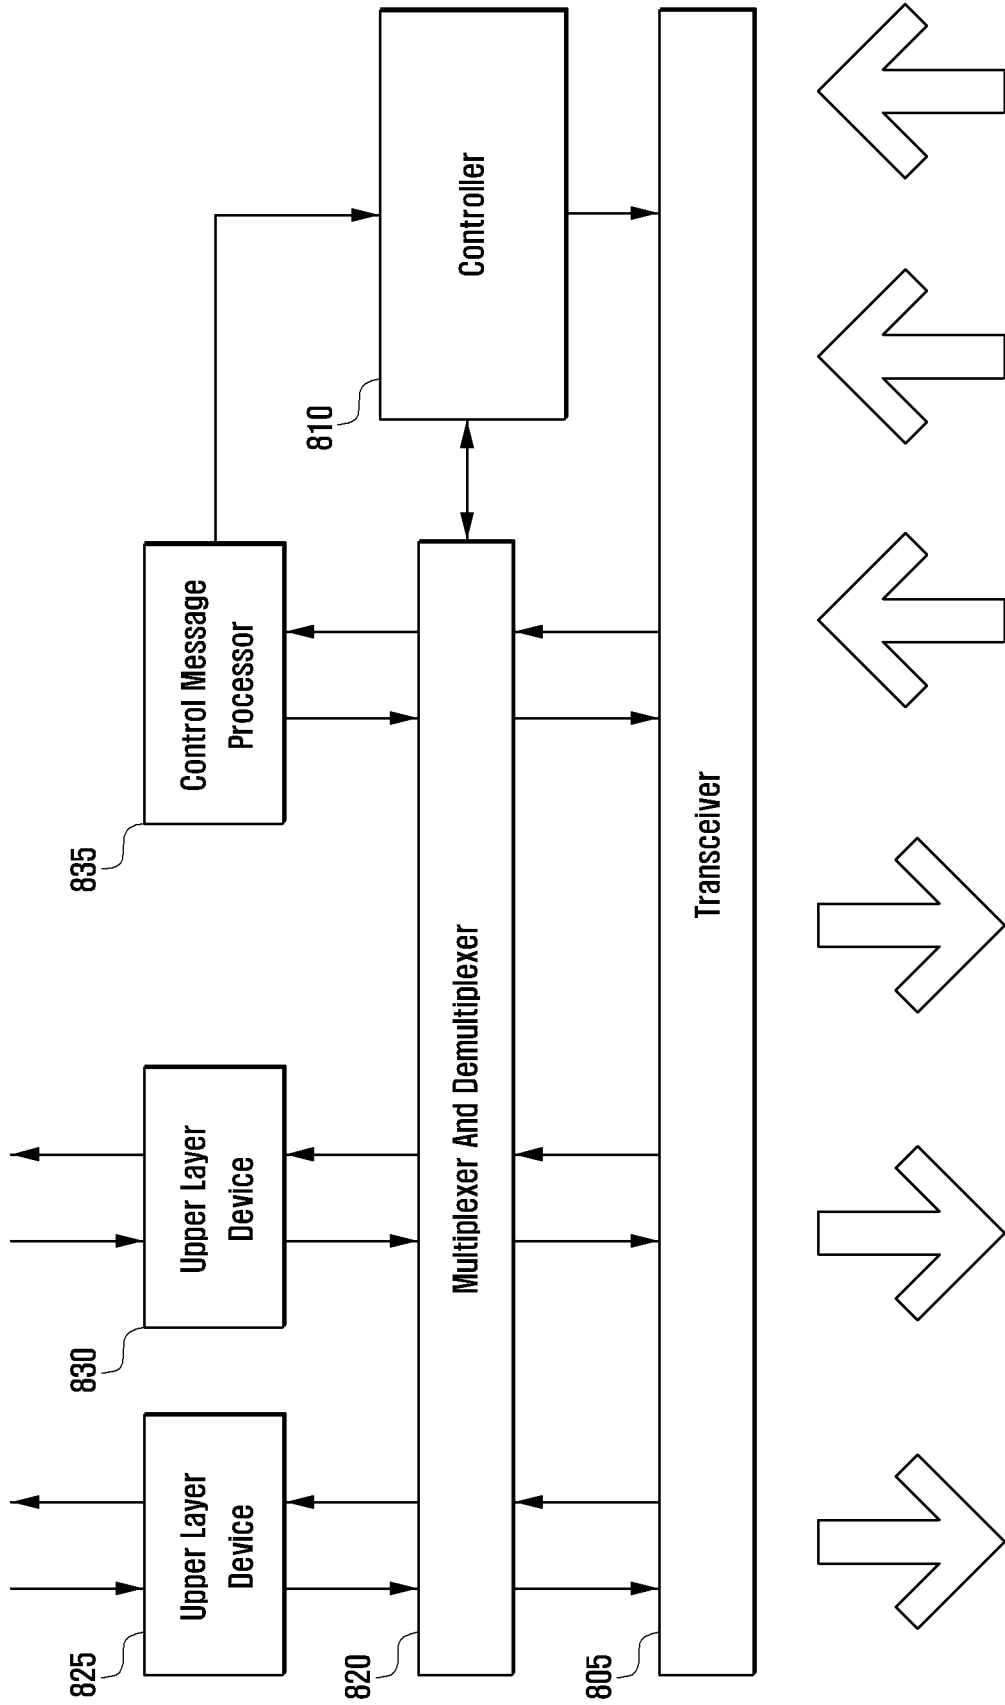 825
Upper Layer
Device
830
Upper Layer
Device
835
Control Message
Processor
820
Multiplexer And Demultiplexer
810
Controller
805
Transceiver